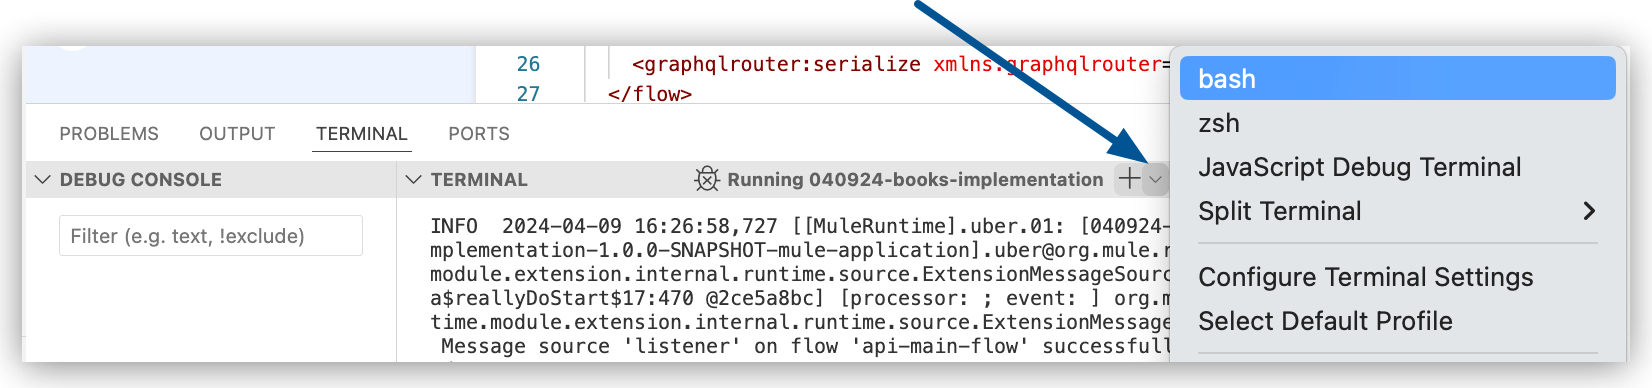 26 <graphqlrouter:serialize xmlns:graphqlrouter=
27 </flow>
PROBLEMS OUTPUT TERMINAL PORTS
DEBUG CONSOLE
Filter (e.g. text, !exclude)
TERMINAL Running 040924-books-implementation
INFO  2024-04-09 16:26:58,727 [[MuleRuntime].uber.01: [040924-
mplementation-1.0.0-SNAPSHOT-mule-application].uber@org.mule.r
module.extension.internal.runtime.source.ExtensionMessageSourc
a$reallyDoStart$17:470 @2ce5a8bc] [processor: ; event: ] org.m
time.module.extension.internal.runtime.source.ExtensionMessage
Message source 'listener' on flow 'api-main-flow' successfull
bash
zsh
JavaScript Debug Terminal
Split Terminal
Configure Terminal Settings
Select Default Profile